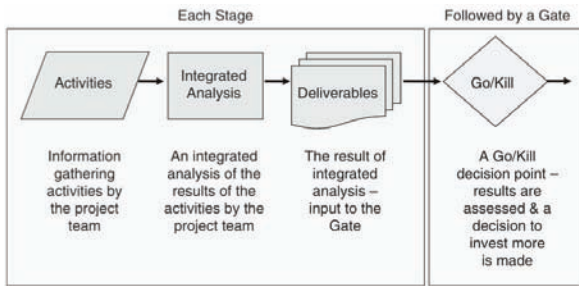 Each Stage
Followed by a Gate
Activities
Integrated
Analysis
Deliverables
Go/Kill
Information
gathering
activities by
the project
team
An integrated
analysis of the
results of the
activities by the
project team
The result of
integrated
analysis –
input to the
Gate
A Go/Kill
decision point –
results are
assessed & a
decision to
invest more
is made